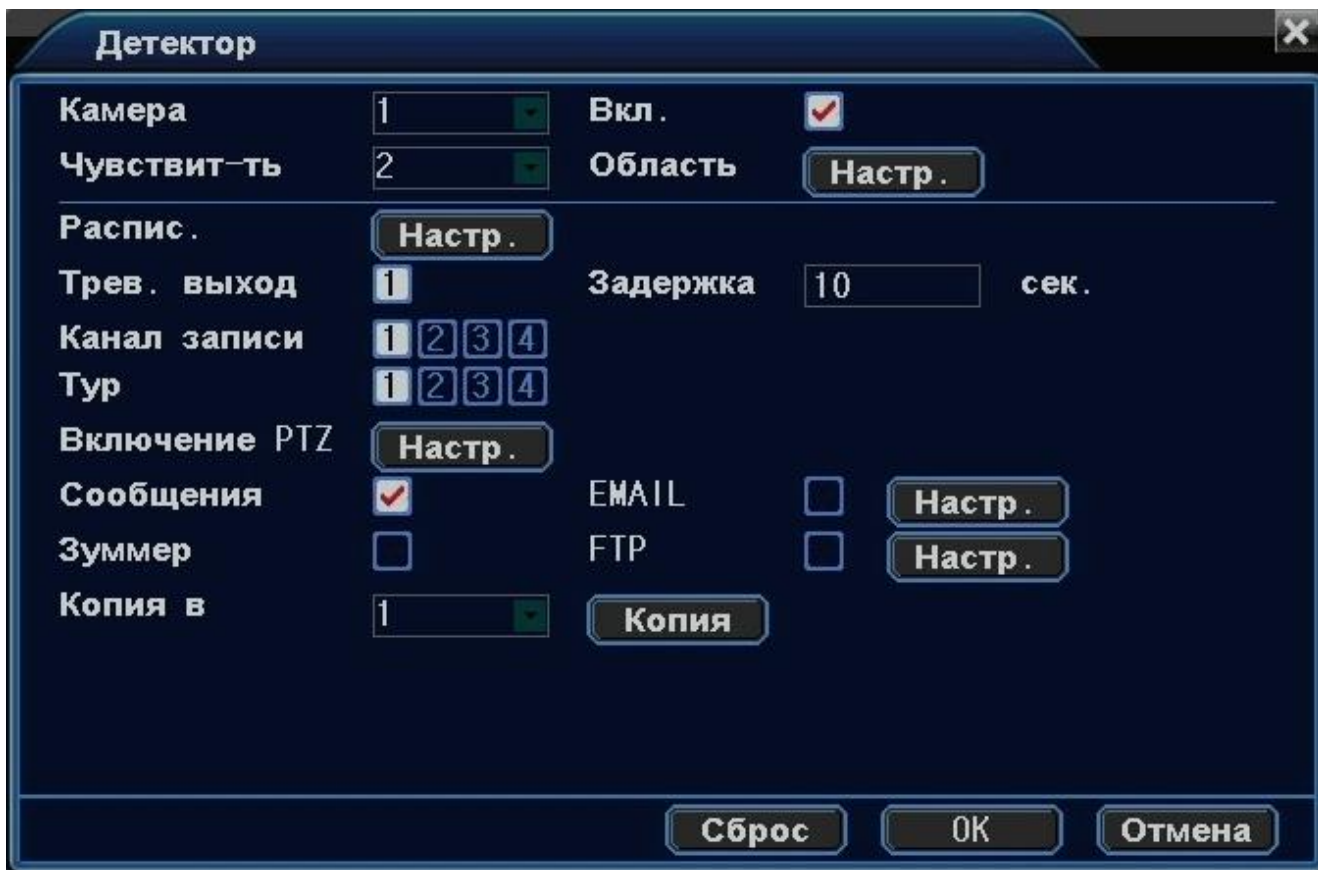 Детектор
Камера 1 Вкл.
Чувствит-ть 2 Область Настр.
Распис. Настр.
Трев. выход 1 Задержка 10 сек.
Канал записи 1 2 3 4
Тур 1 2 3 4
Включение PTZ Настр.
Сообщения EMAIL Настр.
Зуммер FTP Настр.
Копия в 1 Копия
Сброс OK Отмена